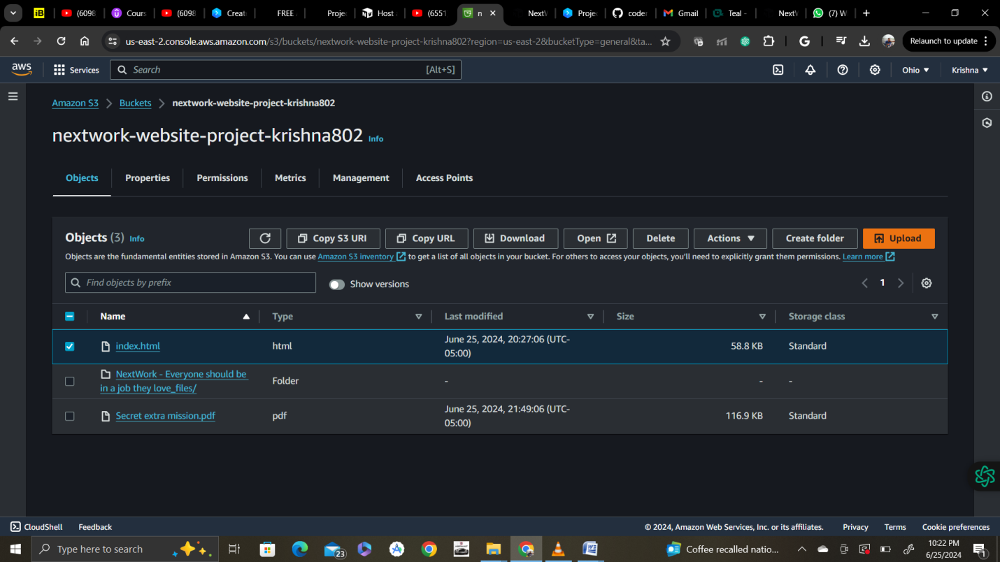 iB (6098 Cours (6098 Create FREE Proje Host (6551 n NextV Proje coder Gmail Teal - NextV (7) W
us-east-2.console.aws.amazon.com/s3/buckets/nextwork-website-project-krishna802?region=us-east-2&bucketType=general&ta... Relaunch to update
aws Services Search [Alt+S] Ohio ▼ Krishna ▼
Amazon S3 > Buckets > nextwork-website-project-krishna802
nextwork-website-project-krishna802 Info
Objects Properties Permissions Metrics Management Access Points
Objects (3) Info Copy S3 URI Copy URL Download Open Delete Actions ▼ Create folder Upload
Objects are the fundamental entities stored in Amazon S3. You can use Amazon S3 inventory to get a list of all objects in your bucket. For others to access your objects, you'll need to explicitly grant them permissions. Learn more
Find objects by prefix Show versions 1
Name Type Last modified Size Storage class
index.html html June 25, 2024, 20:27:06 (UTC-
05:00) 58.8 KB Standard
NextWork - Everyone should be
in a job they love_files/ Folder - - -
Secret extra mission.pdf pdf June 25, 2024, 21:49:06 (UTC-
05:00) 116.9 KB Standard
CloudShell Feedback © 2024, Amazon Web Services, Inc. or its affiliates. Privacy Terms Cookie preferences
Type here to search 23 Coffee recalled natio... 10:22 PM
6/25/2024 1